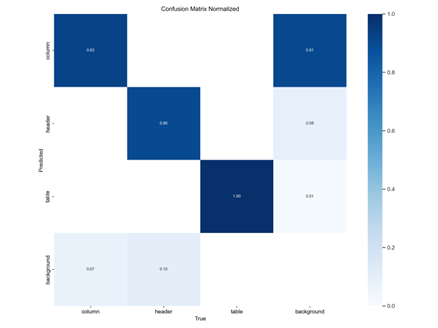 Confusion Matrix Normalized
1.0
column
0.93
0.91
0.8
header
0.90
0.08
0.6
Predicted
0.4
table
1.00
0.01
0.2
background
0.07
0.10
0.0
column header table background
True